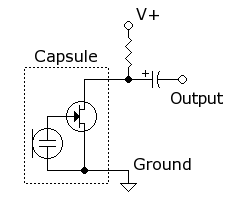 V+
Capsule
+
Output
Ground